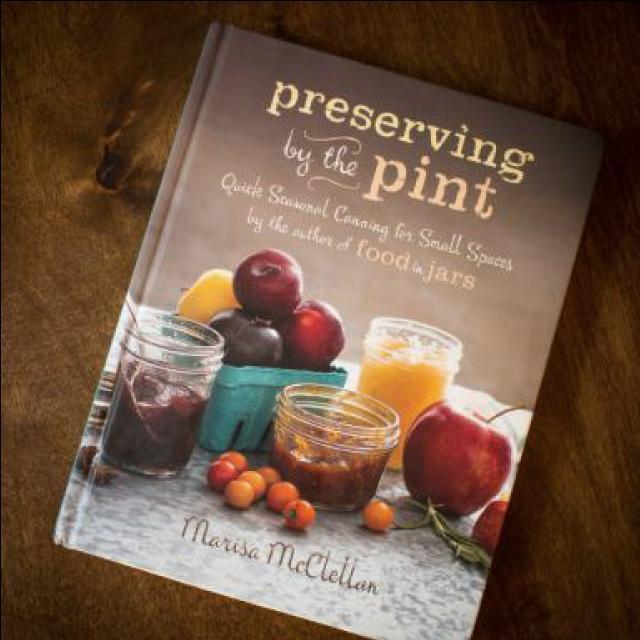 preserving
by the pint
Quick Seasonal Canning for Small Spaces
by the author of food in jars
Marisa McClellan